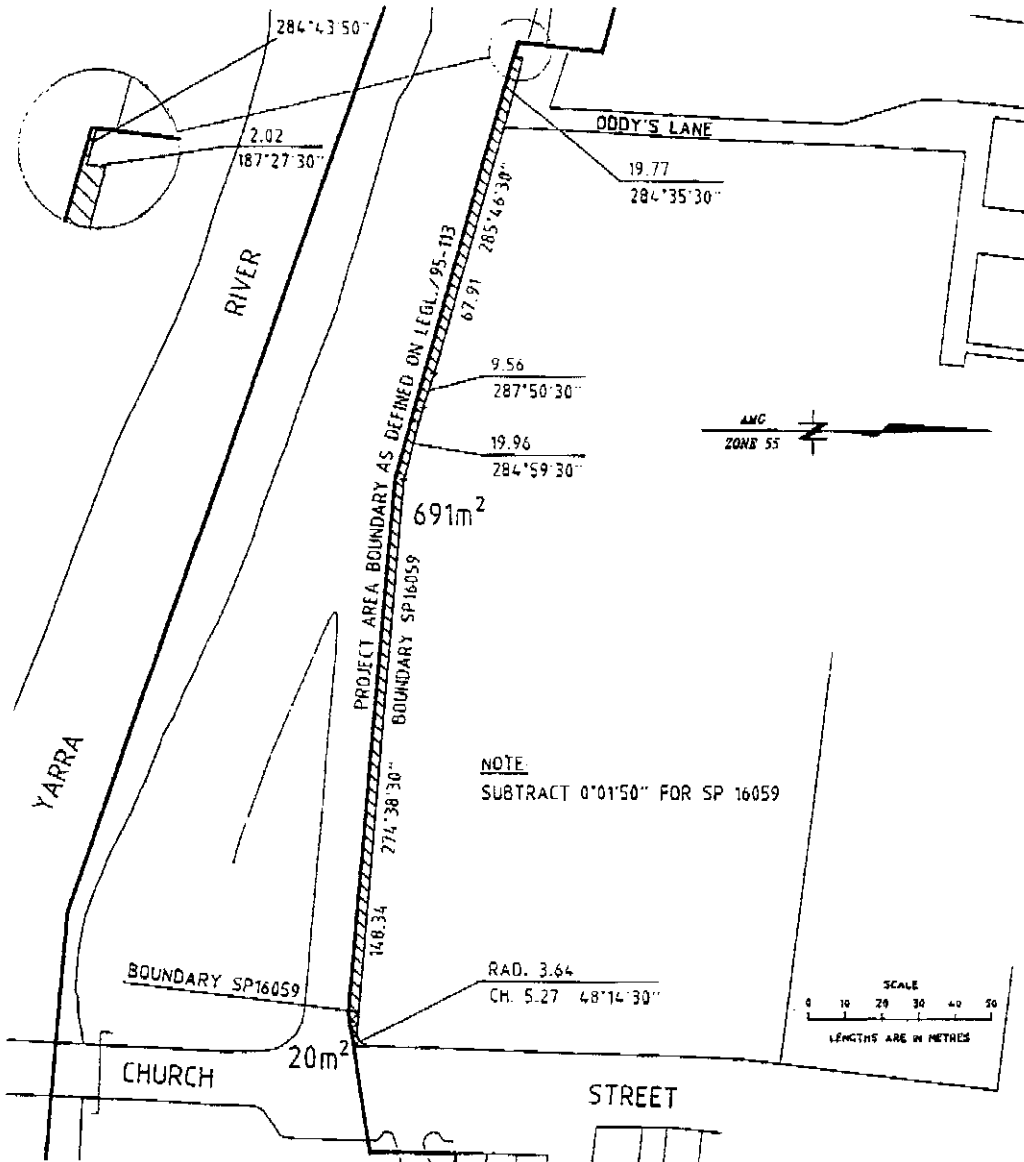 284°43'50"
2.02
187°27'30"
ODDY'S LANE
19.77
284°35'30"
285°46'30"
67.91
RIVER
PROJECT AREA BOUNDARY AS DEFINED ON LEGL./95-113
9.56
287°50'30"
19.96
284°59'30"
AMG
ZONE 55
691m²
BOUNDARY SP16059
YARRA
NOTE:
SUBTRACT 0°01'50" FOR SP 16059
274°38'30"
148.34
BOUNDARY SP16059
RAD. 3.64
CH. 5.27 48°14'30"
SCALE
0 10 20 30 40 50
LENGTHS ARE IN METRES
20m²
CHURCH
STREET